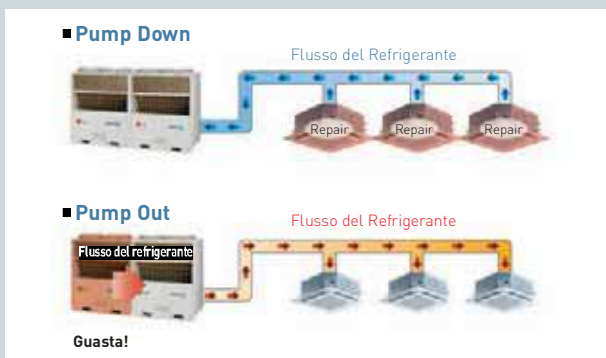 Pump Down
Flusso del Refrigerante
Repair Repair Repair
Pump Out
Flusso del Refrigerante
Flusso del refrigerante
Guasta!